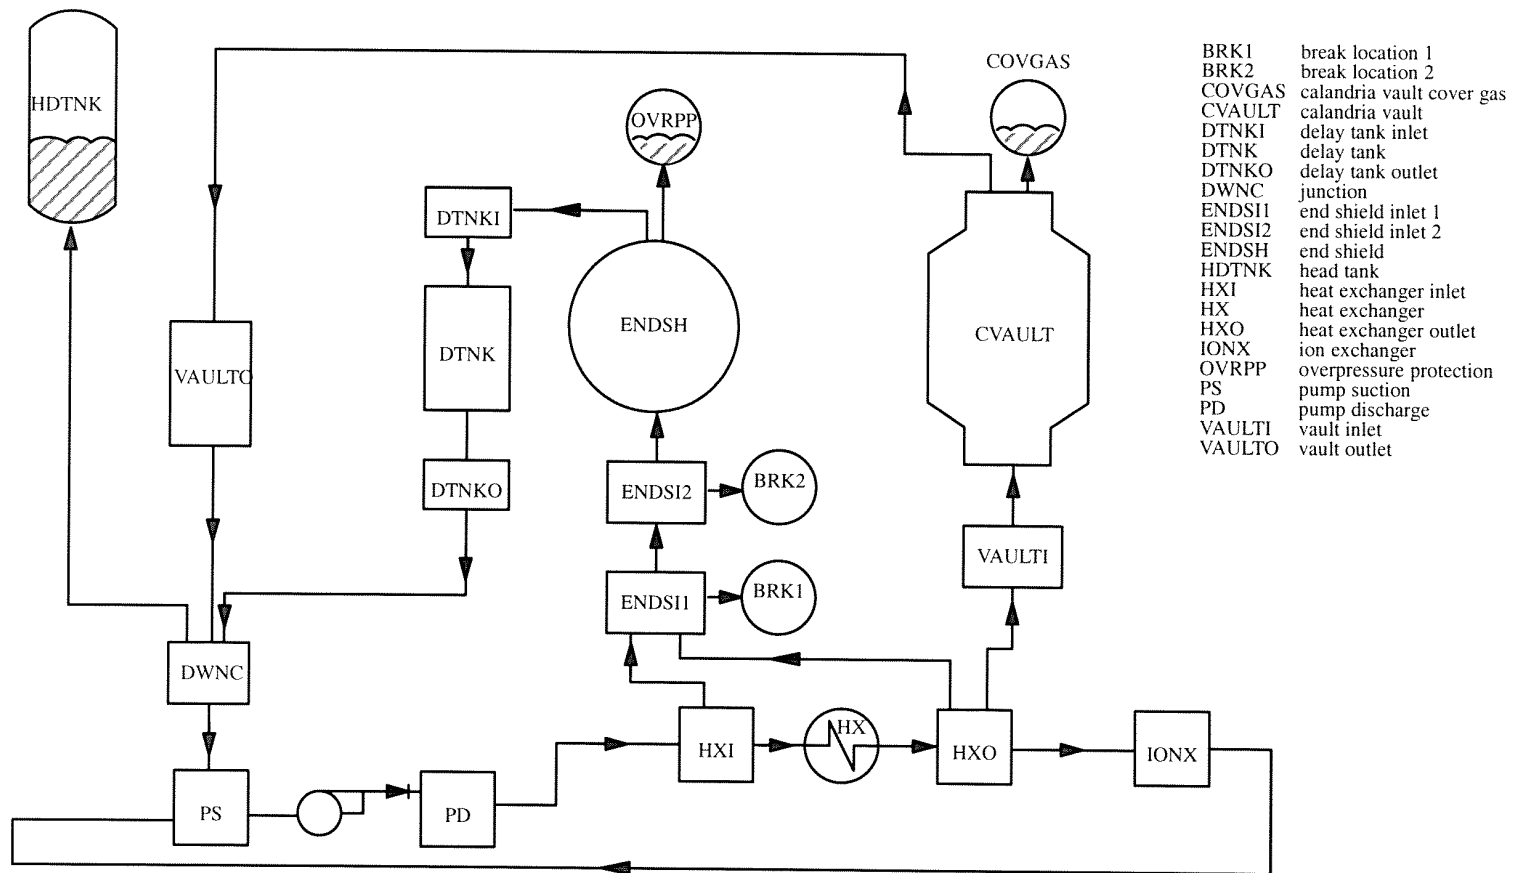 COVGAS
HDTNK
OVRPP
DTNKI
ENDSH
CVAULT
DTNK
VAULTO
DTNKO
ENDSI2
BRK2
VAULTI
ENDSI1
BRK1
DWNC
HXI
HX
HXO
IONX
PS
PD
BRK1 break location 1
BRK2 break location 2
COVGAS calandria vault cover gas
CVAULT calandria vault
DTNKI delay tank inlet
DTNK delay tank
DTNKO delay tank outlet
DWNC junction
ENDSI1 end shield inlet 1
ENDSI2 end shield inlet 2
ENDSH end shield
HDTNK head tank
HXI heat exchanger inlet
HX heat exchanger
HXO heat exchanger outlet
IONX ion exchanger
OVRPP overpressure protection
PS pump suction
PD pump discharge
VAULTI vault inlet
VAULTO vault outlet